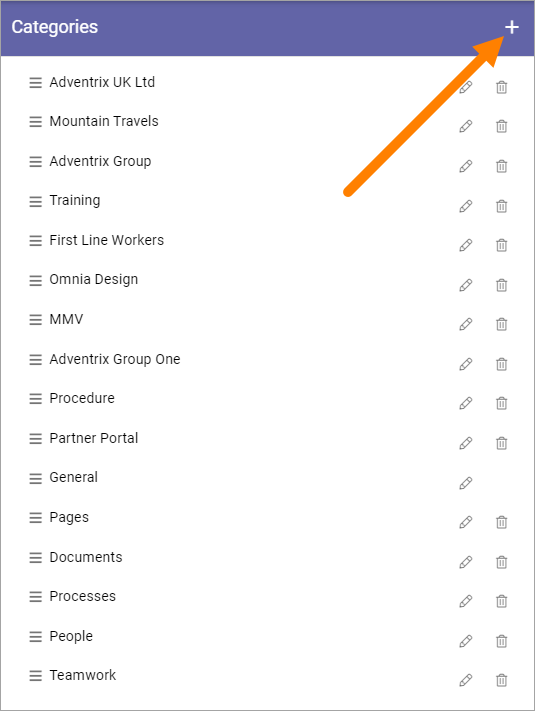 Categories
Adventrix UK Ltd
Mountain Travels
Adventrix Group
Training
First Line Workers
Omnia Design
MMV
Adventrix Group One
Procedure
Partner Portal
General
Pages
Documents
Processes
People
Teamwork